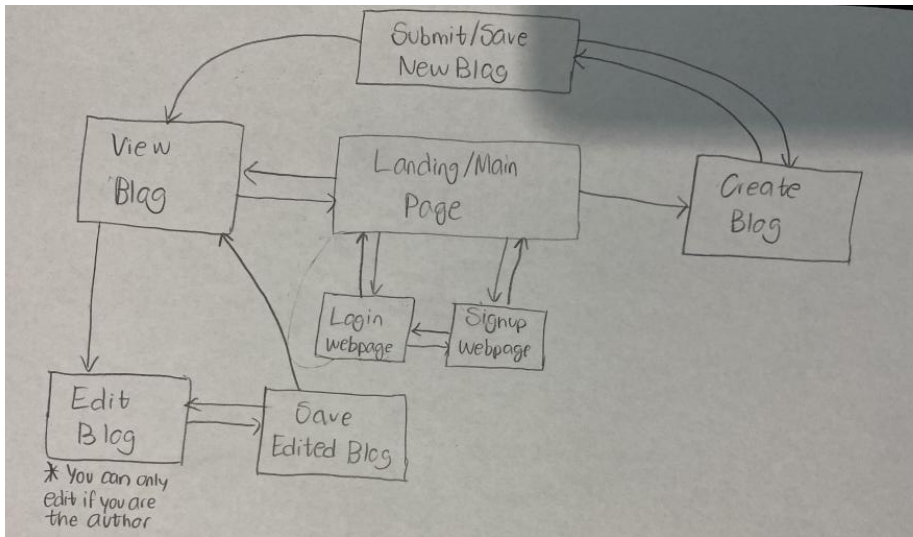 Submit/Save
New Blog
View
Blog
Landing/Main
Page
Create
Blog
Login
webpage
Signup
webpage
Edit
Blog
Save
Edited Blog
* You can only
edit if you are
the author